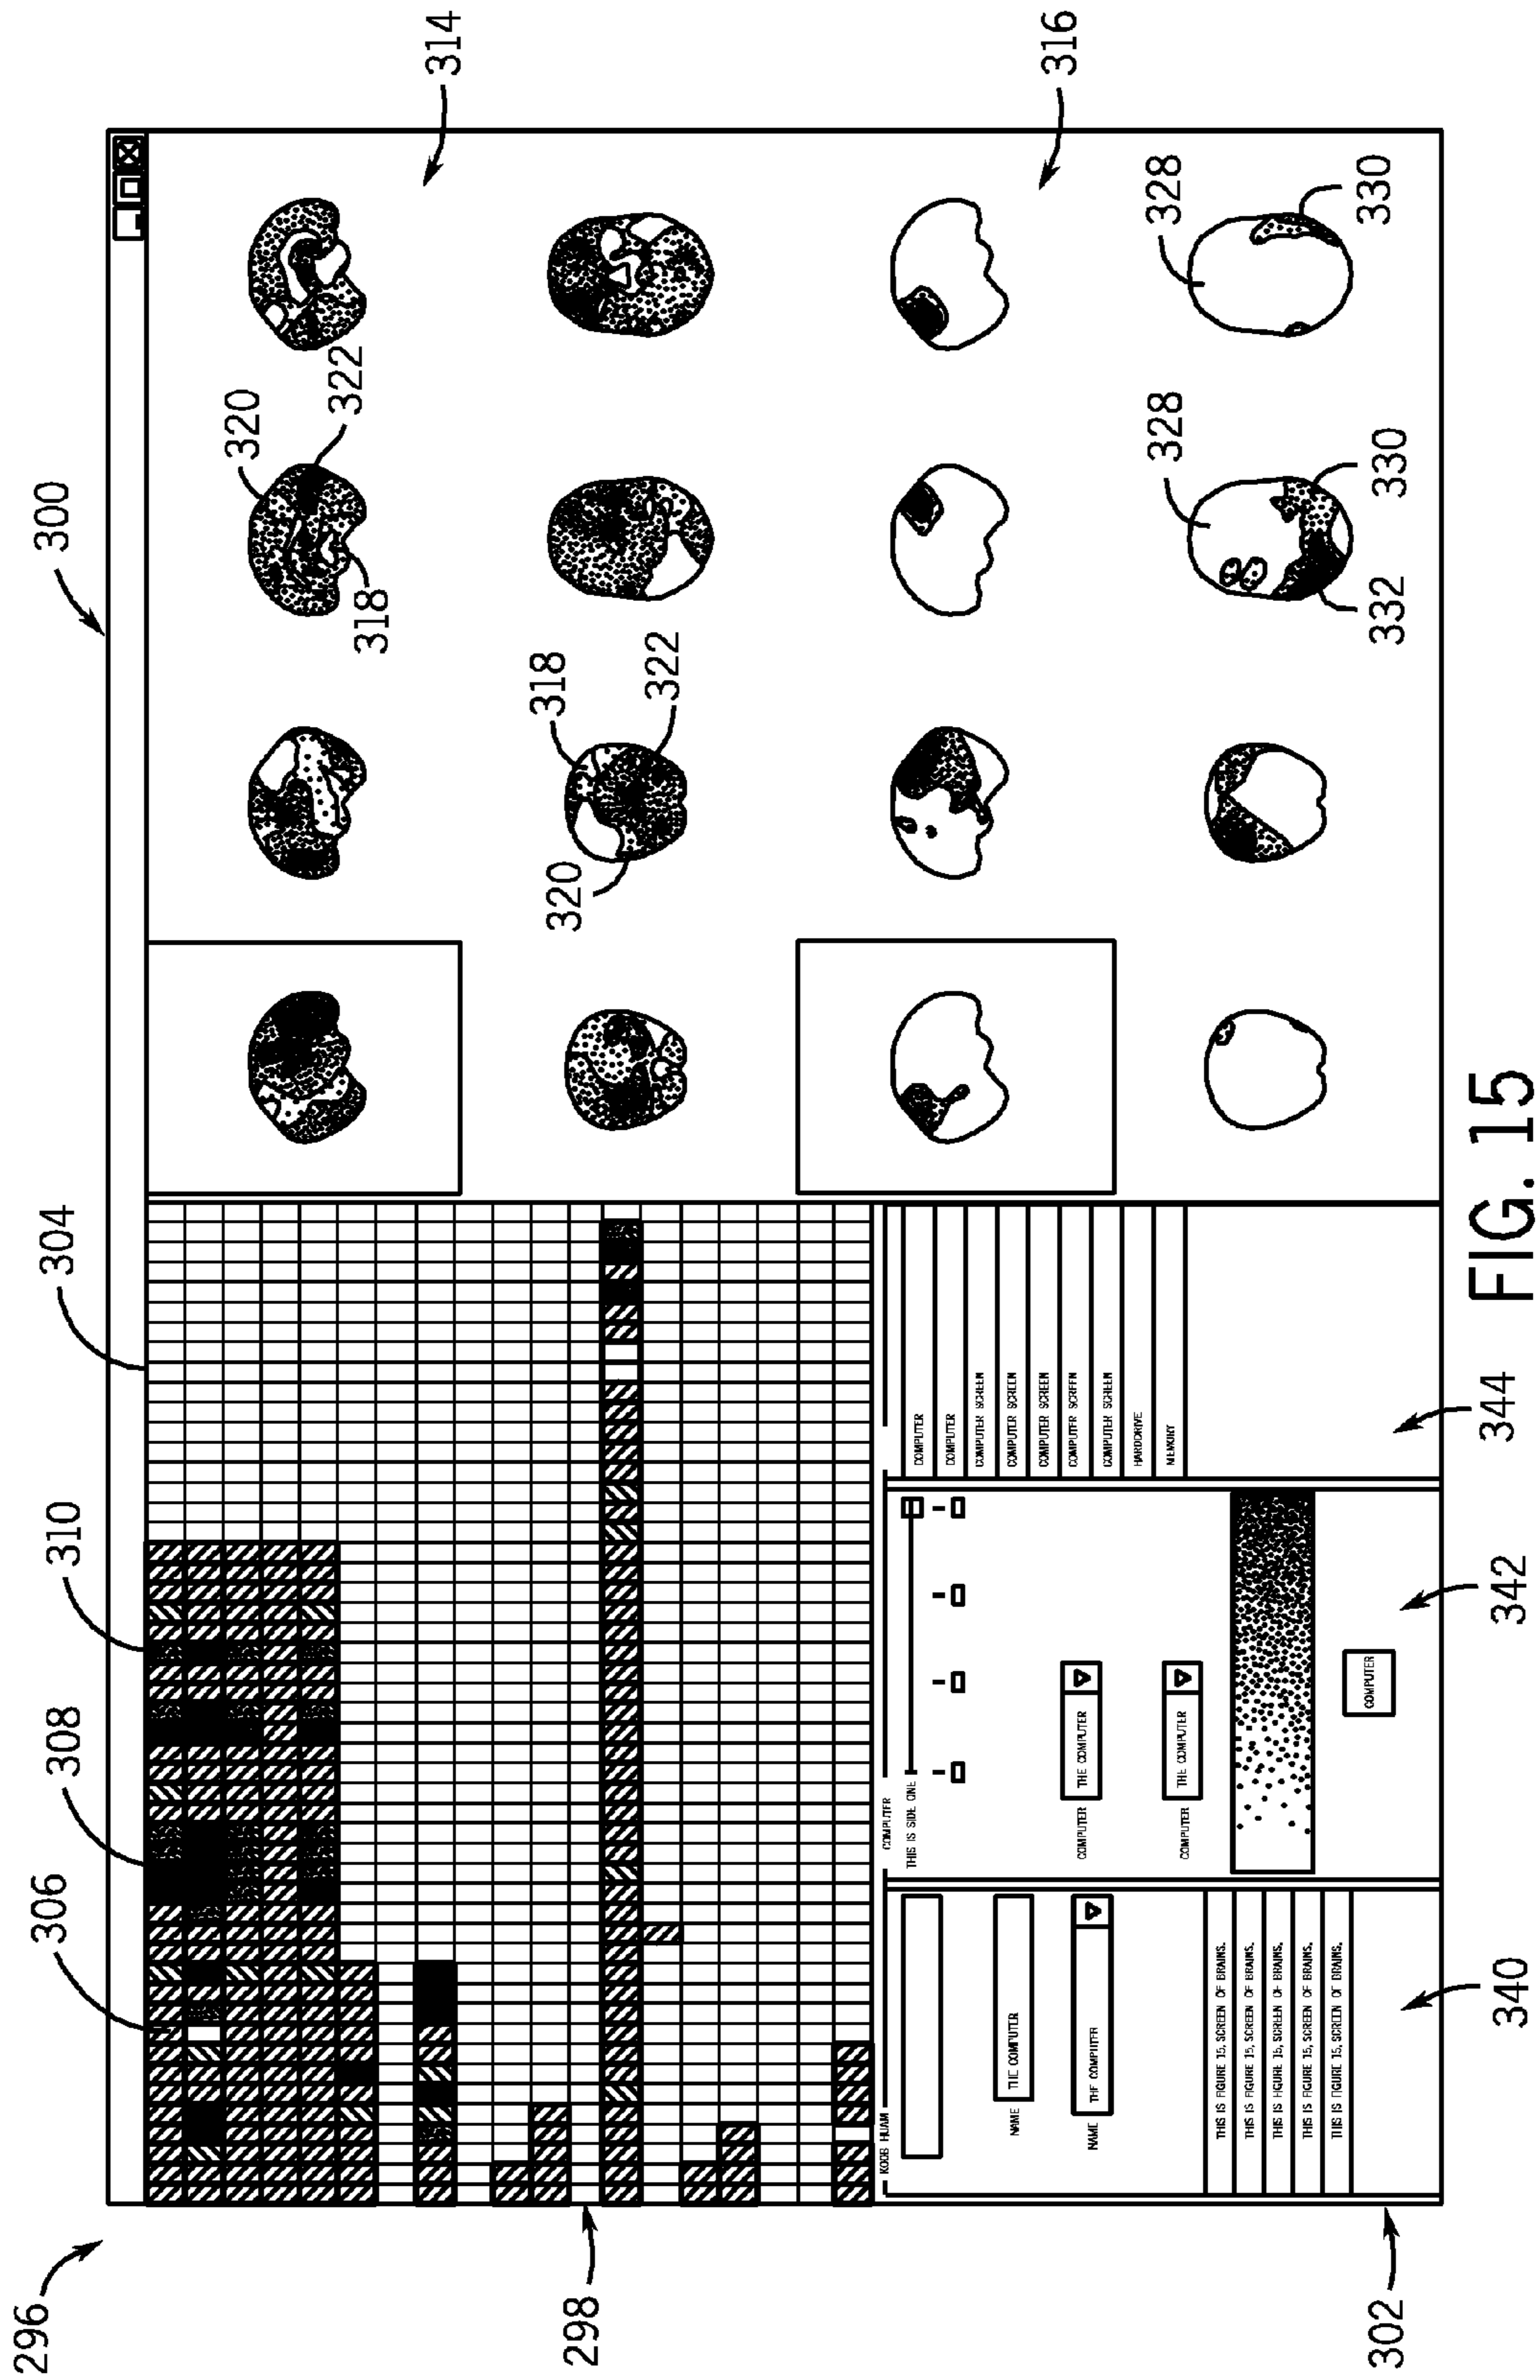 296
300
304
310
308
306
314
320
322
318
318
322
320
316
328
330
328
330
332
298
302
KOOB HUAM
NAME THE COMPUTER
NAME THE COMPUTER
THIS IS FIGURE 15, SCREEN OF BRAINS.
THIS IS FIGURE 15, SCREEN OF BRAINS.
THIS IS FIGURE 15, SCREEN OF BRAINS.
THIS IS FIGURE 15, SCREEN OF BRAINS.
THIS IS FIGURE 15, SCREEN OF BRAINS.
COMPUTER
THIS IS SIDE ONE
COMPUTER THE COMPUTER
COMPUTER THE COMPUTER
COMPUTER
COMPUTER
COMPUTER
COMPUTER SCREEN
COMPUTER SCREEN
COMPUTER SCREEN
COMPUTER SCREEN
COMPUTER SCREEN
HARDDRIVE
MEMORY
340
342
344
FIG. 15